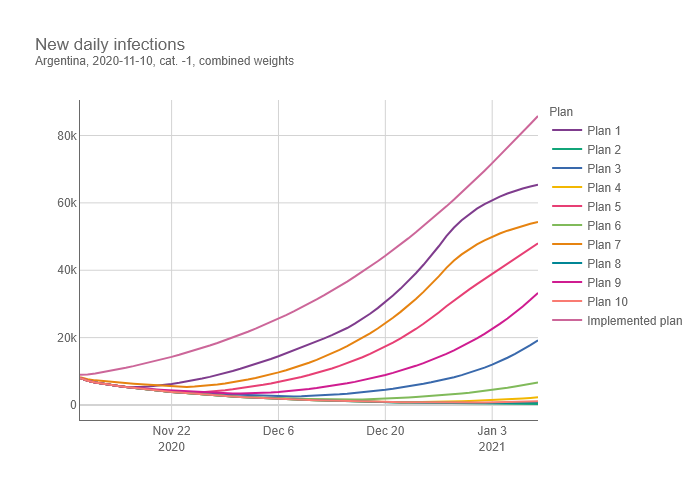 New daily infections
Argentina, 2020-11-10, cat. -1, combined weights
80k
60k
40k
20k
0
Nov 22
2020
Dec 6
Dec 20
Jan 3
2021
Plan
Plan 1
Plan 2
Plan 3
Plan 4
Plan 5
Plan 6
Plan 7
Plan 8
Plan 9
Plan 10
Implemented plan